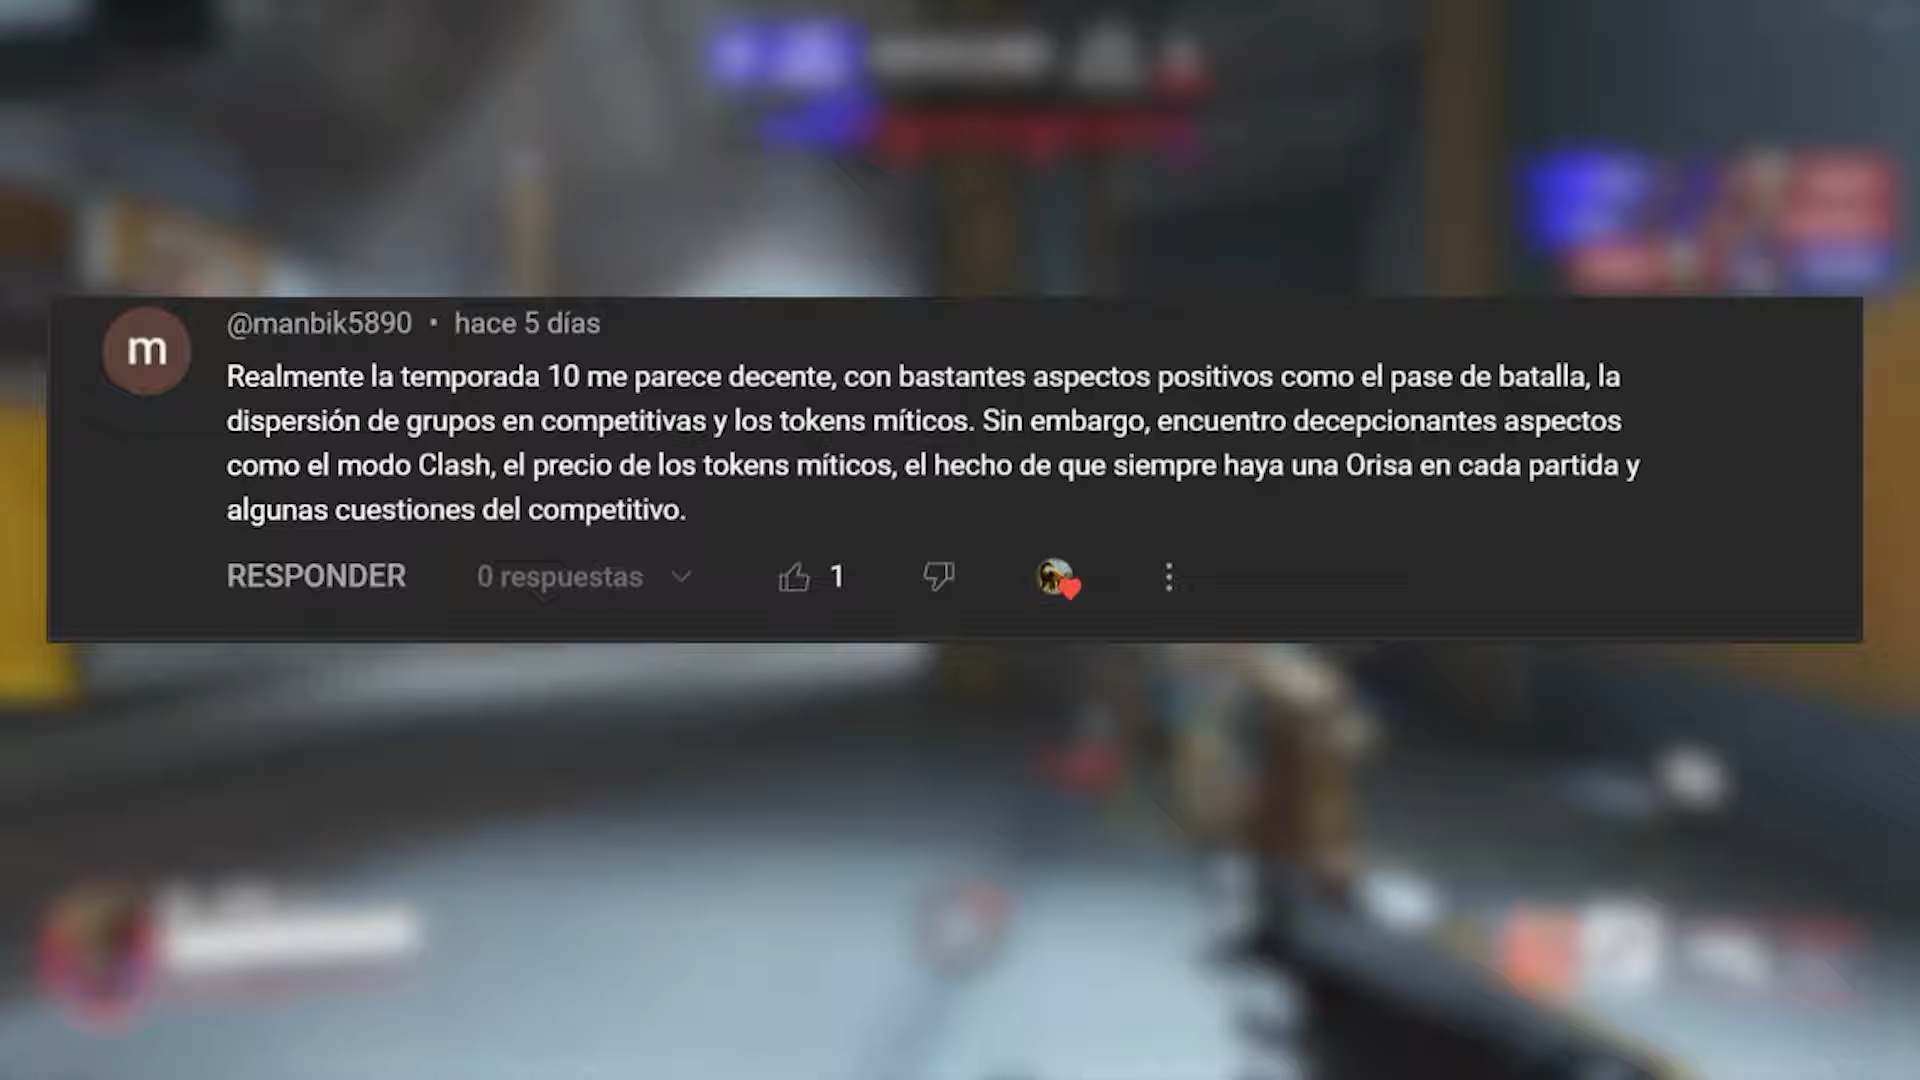 m
@manbik5890 • hace 5 días
Realmente la temporada 10 me parece decente, con bastantes aspectos positivos como el pase de batalla, la
dispersión de grupos en competitivas y los tokens míticos. Sin embargo, encuentro decepcionantes aspectos
como el modo Clash, el precio de los tokens míticos, el hecho de que siempre haya una Orisa en cada partida y
algunas cuestiones del competitivo.
RESPONDER 0 respuestas 1